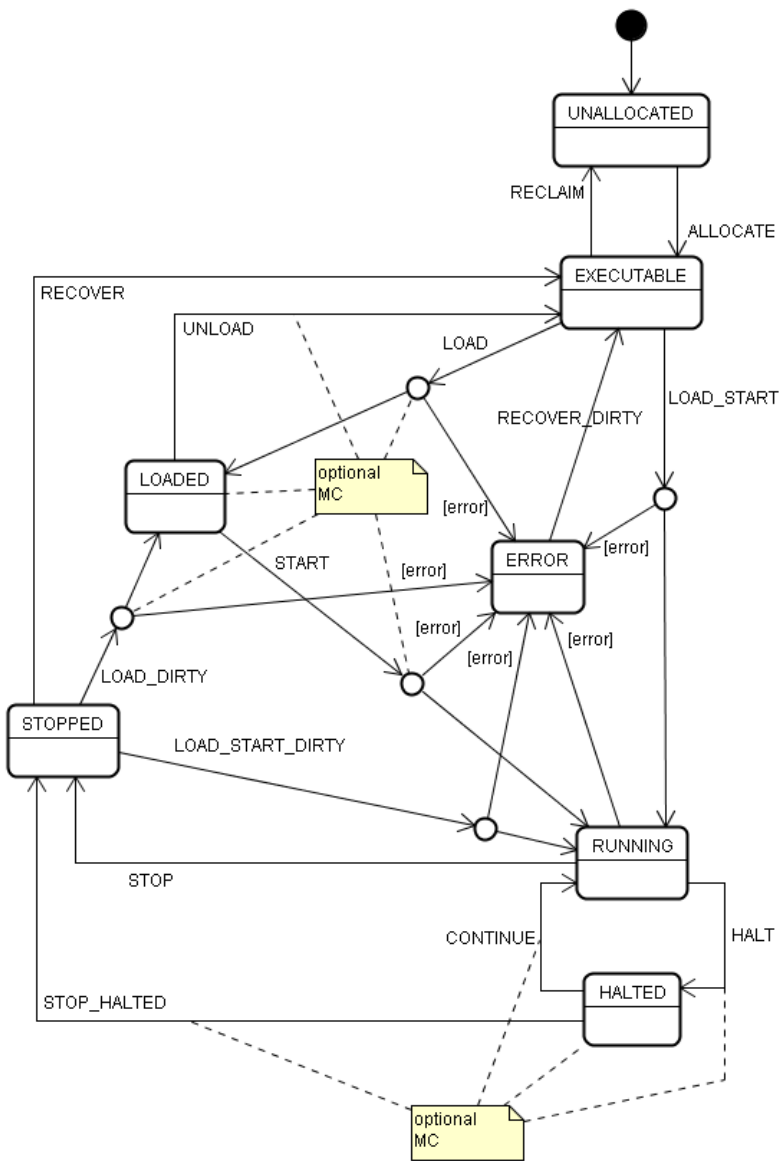 UNALLOCATED
RECLAIM
ALLOCATE
EXECUTABLE
RECOVER
UNLOAD
LOAD
LOAD_START
RECOVER_DIRTY
LOADED
optional
MC
[error]
START
[error]
ERROR
[error]
[error]
[error]
[error]
LOAD_DIRTY
STOPPED
LOAD_START_DIRTY
RUNNING
STOP
CONTINUE
HALT
HALTED
STOP_HALTED
optional
MC